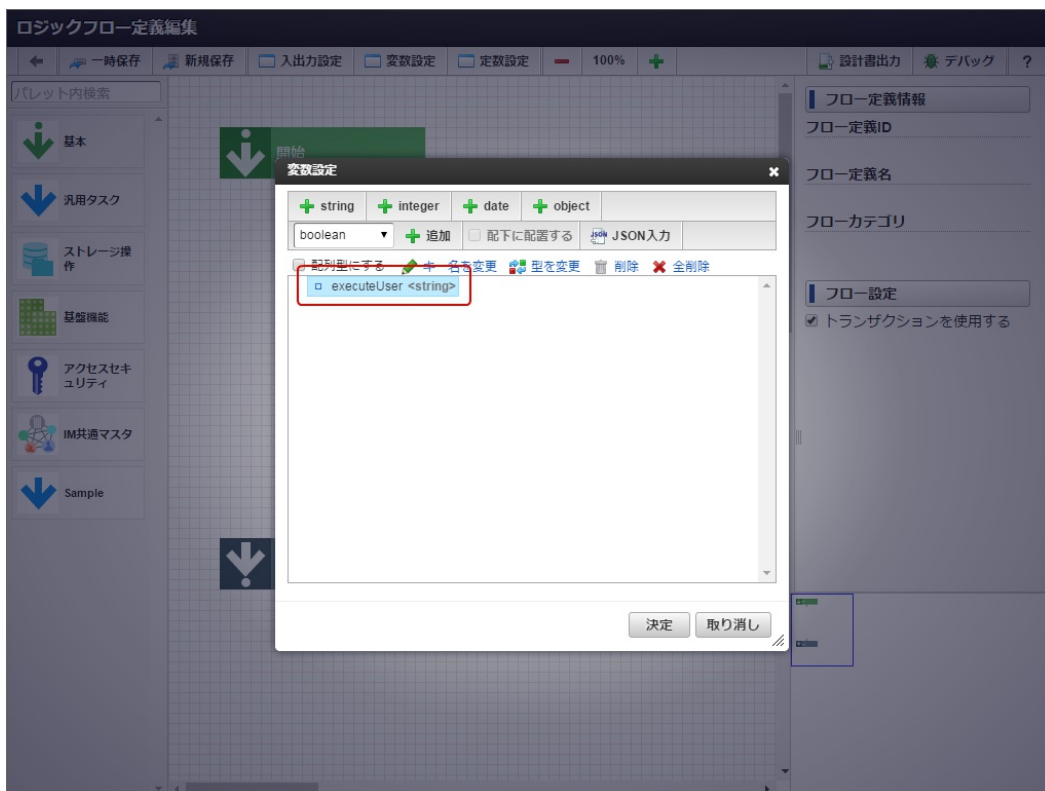 ロジックフロー定義編集
一時保存 新規保存 入出力設定 変数設定 定数設定 100% 設計書出力 デバッグ ?
パレット内検索
基本
汎用タスク
ストレージ操
作
基盤機能
アクセスセキ
ュリティ
IM共通マスタ
Sample
開始
変数設定
string integer date object
boolean 追加 配下に配置する JSON JSON入力
配列型にする キー名を変更 型を変更 削除 全削除
executeUser <string>
決定 取り消し
フロー定義情報
フロー定義ID
フロー定義名
フローカテゴリ
フロー設定
トランザクションを使用する